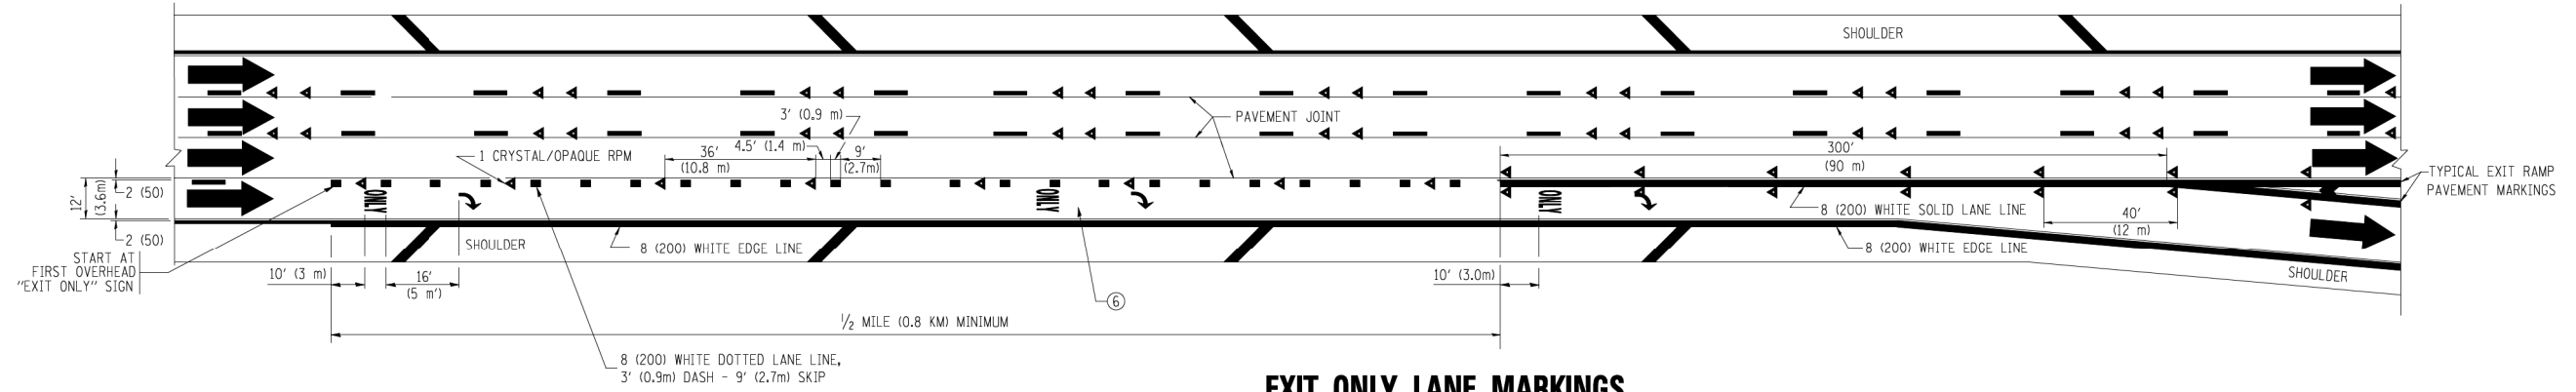 SHOULDER
3' (0.9 m)
PAVEMENT JOINT
4.5' (1.4 m)
9'
(2.7m)
36'
(10.8 m)
1 CRYSTAL/OPAQUE RPM
300'
(90 m)
12'
(3.6m)
2 (50)
2 (50)
ONLY
ONLY
ONLY
TYPICAL EXIT RAMP
PAVEMENT MARKINGS
8 (200) WHITE SOLID LANE LINE
40'
(12 m)
SHOULDER
8 (200) WHITE EDGE LINE
8 (200) WHITE EDGE LINE
START AT
FIRST OVERHEAD
"EXIT ONLY" SIGN
10' (3 m)
16'
(5 m')
10' (3.0m)
SHOULDER
6
1/2 MILE (0.8 KM) MINIMUM
8 (200) WHITE DOTTED LANE LINE,
3' (0.9m) DASH - 9' (2.7m) SKIP
EXIT ONLY LANE MARKINGS